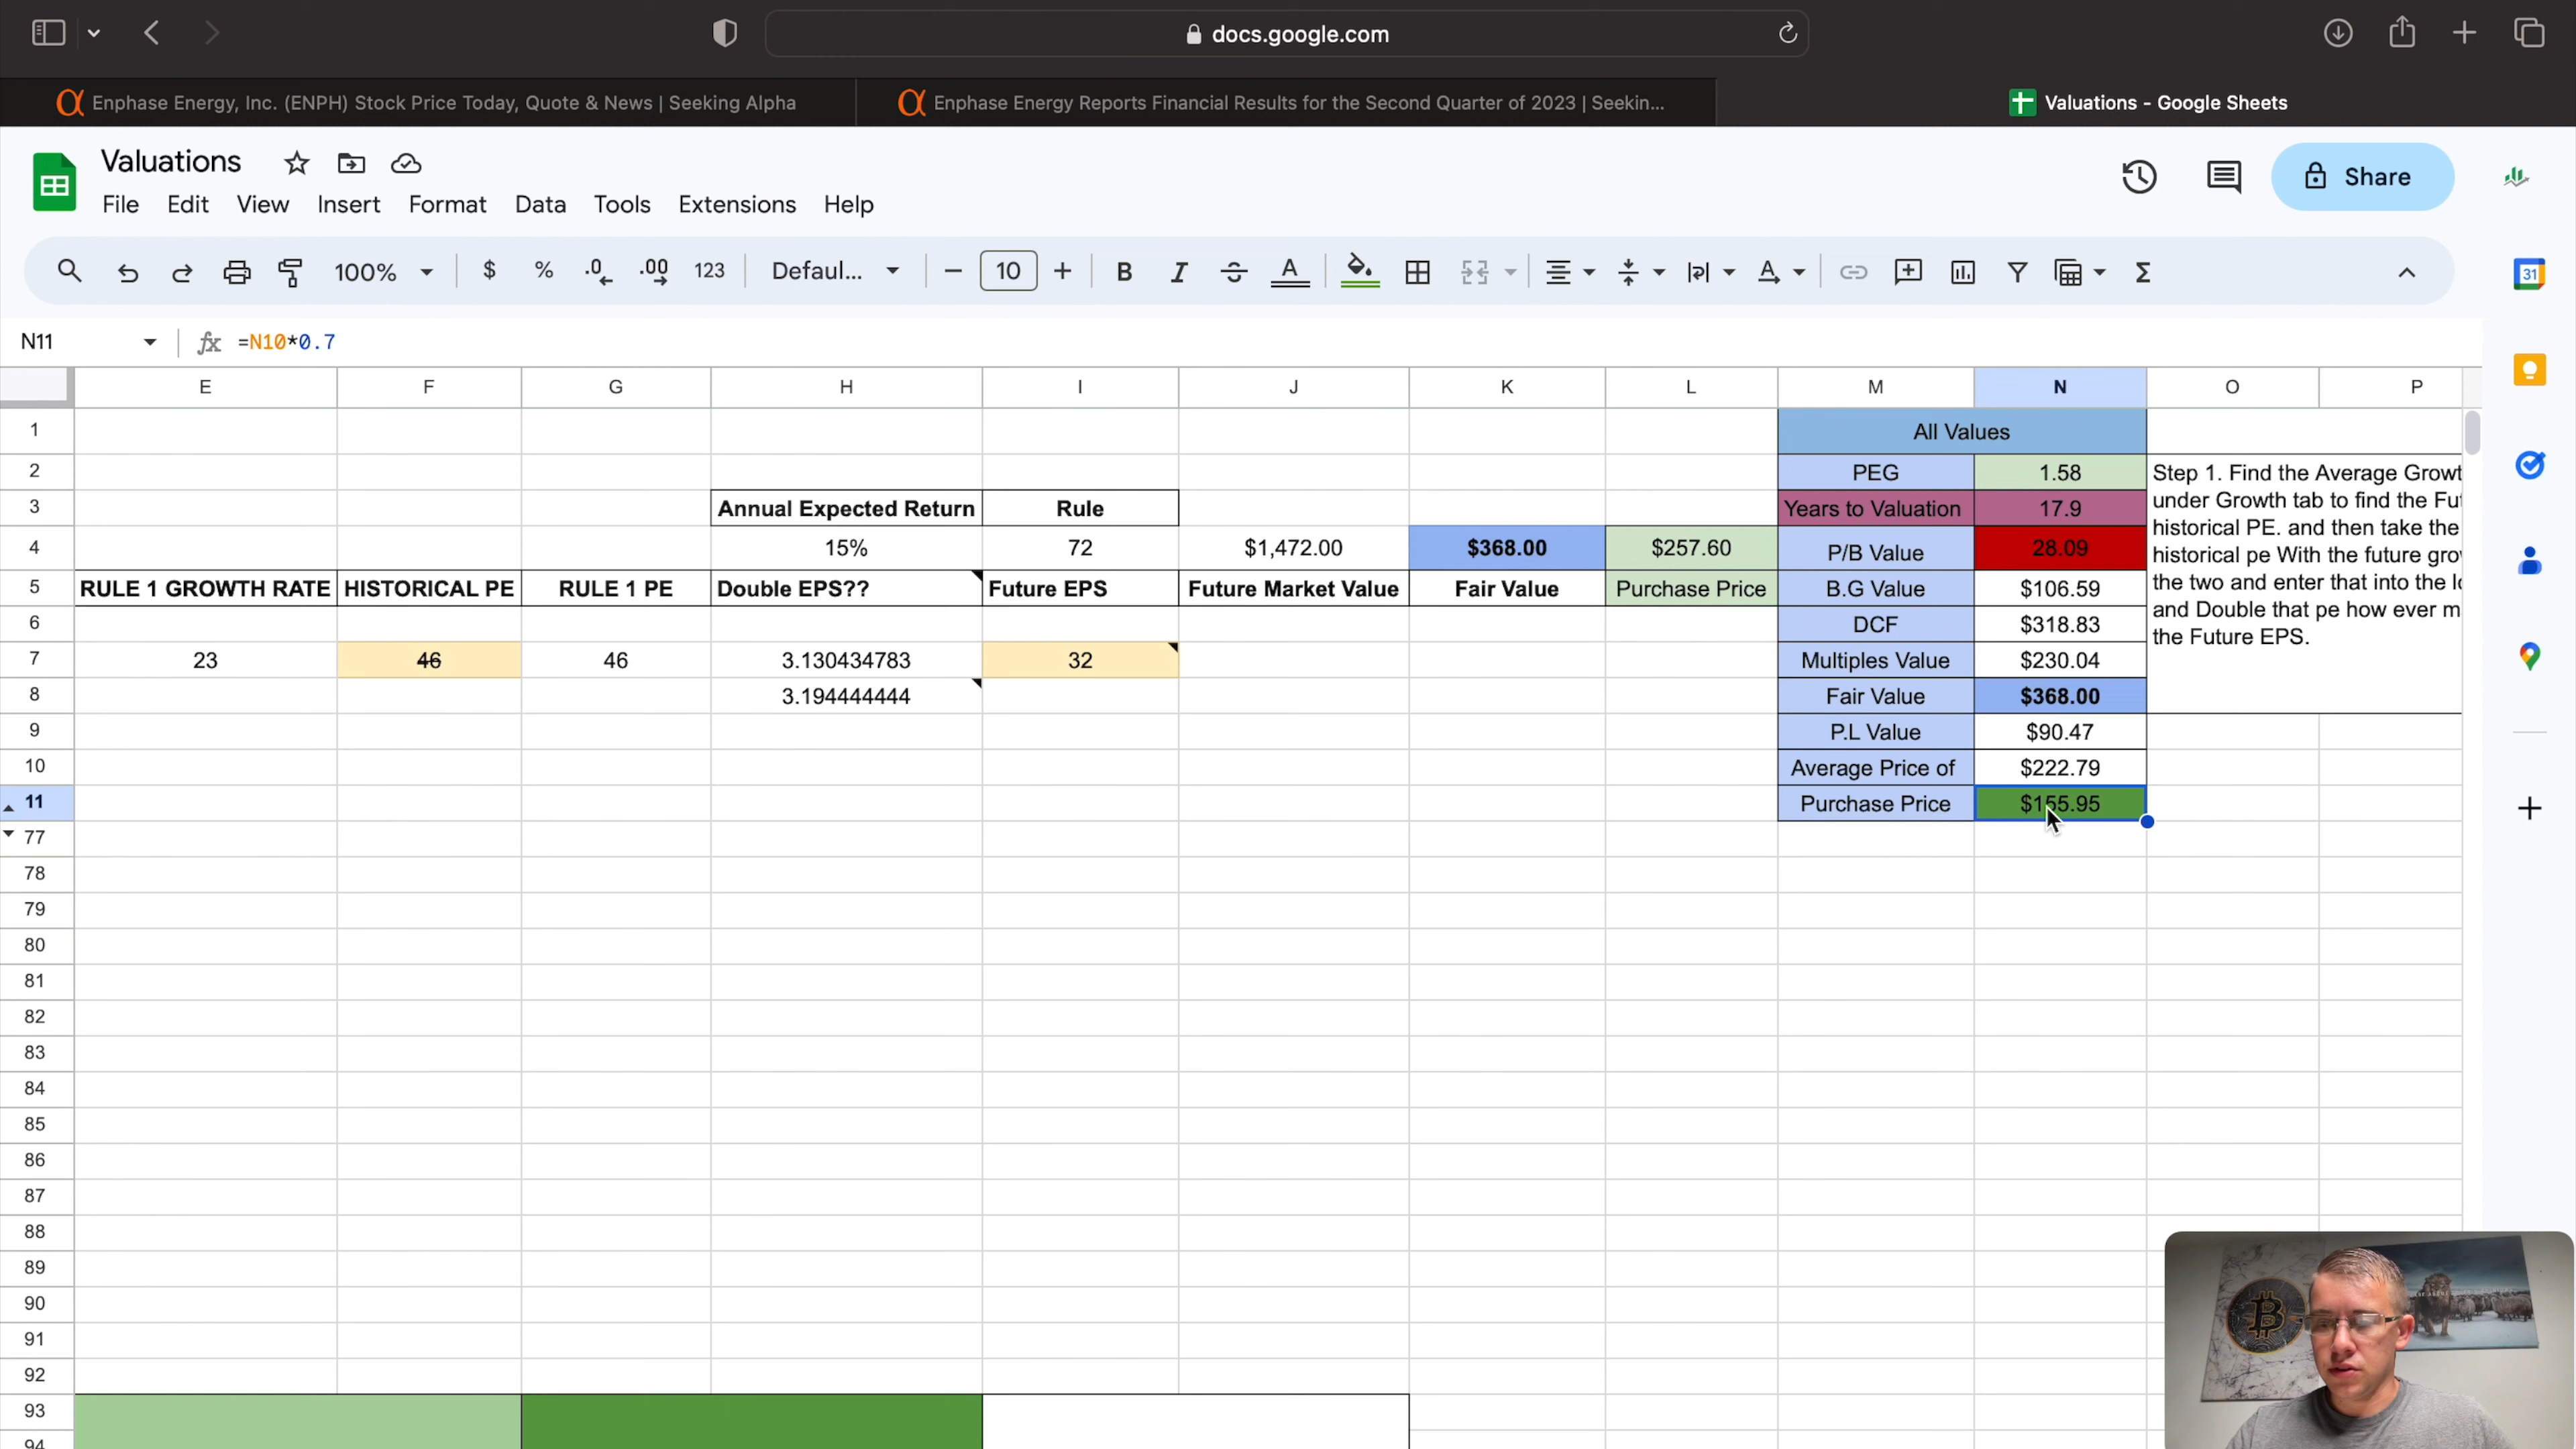 docs.google.com
Enphase Energy, Inc. (ENPH) Stock Price Today, Quote & News | Seeking Alpha
Enphase Energy Reports Financial Results for the Second Quarter of 2023 | Seekin...
Valuations - Google Sheets
Valuations
Share
File Edit View Insert Format Data Tools Extensions Help
100% $ % .0 .00 123 Defaul... − 10 + B I A A Σ
31
N11 fx =N10*0.7
E F G H I J K L M N O P
1 All Values
2 PEG 1.58 Step 1. Find the Average Growt
3 Annual Expected Return Rule Years to Valuation 17.9 under Growth tab to find the Fu
historical PE. and then take the
4 15% 72 $1,472.00 $368.00 $257.60 P/B Value 28.09 historical pe With the future grov
5 RULE 1 GROWTH RATE HISTORICAL PE RULE 1 PE Double EPS?? Future EPS Future Market Value Fair Value Purchase Price B.G Value $106.59 the two and enter that into the
6 DCF $318.83 and Double that pe how ever m
the Future EPS.
7 23 46 46 3.130434783 32 Multiples Value $230.04
8 3.194444444 Fair Value $368.00
9 P.L Value $90.47
10 Average Price of $222.79
11 Purchase Price $155.95
77
78
79
80
81
82
83
84
85
86
87
88
89
90
91
92
93
94